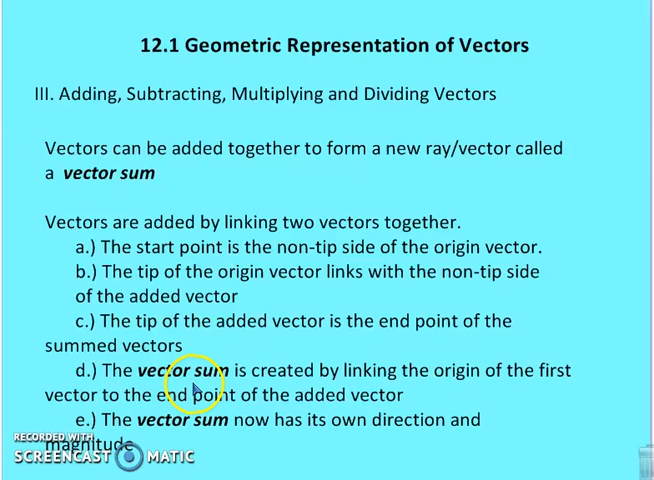 12.1 Geometric Representation of Vectors
III. Adding, Subtracting, Multiplying and Dividing Vectors
Vectors can be added together to form a new ray/vector called
a vector sum
Vectors are added by linking two vectors together.
a.) The start point is the non-tip side of the origin vector.
b.) The tip of the origin vector links with the non-tip side
of the added vector
c.) The tip of the added vector is the end point of the
summed vectors
d.) The vector sum is created by linking the origin of the first
vector to the end point of the added vector
e.) The vector sum now has its own direction and
magnitude
RECORDED WITH
SCREENCAST MATIC